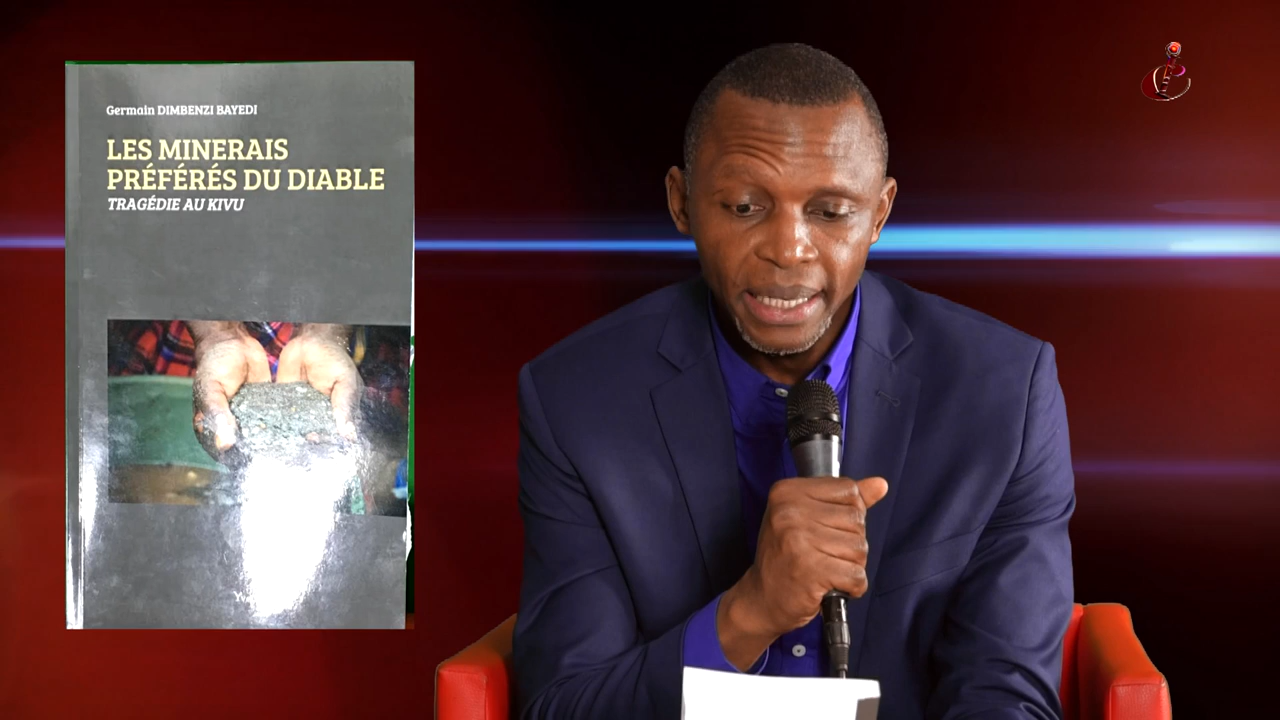 Germain DIMBENZI BAYEDI
LES MINERAIS
PRÉFÉRÉS DU DIABLE
TRAGÉDIE AU KIVU